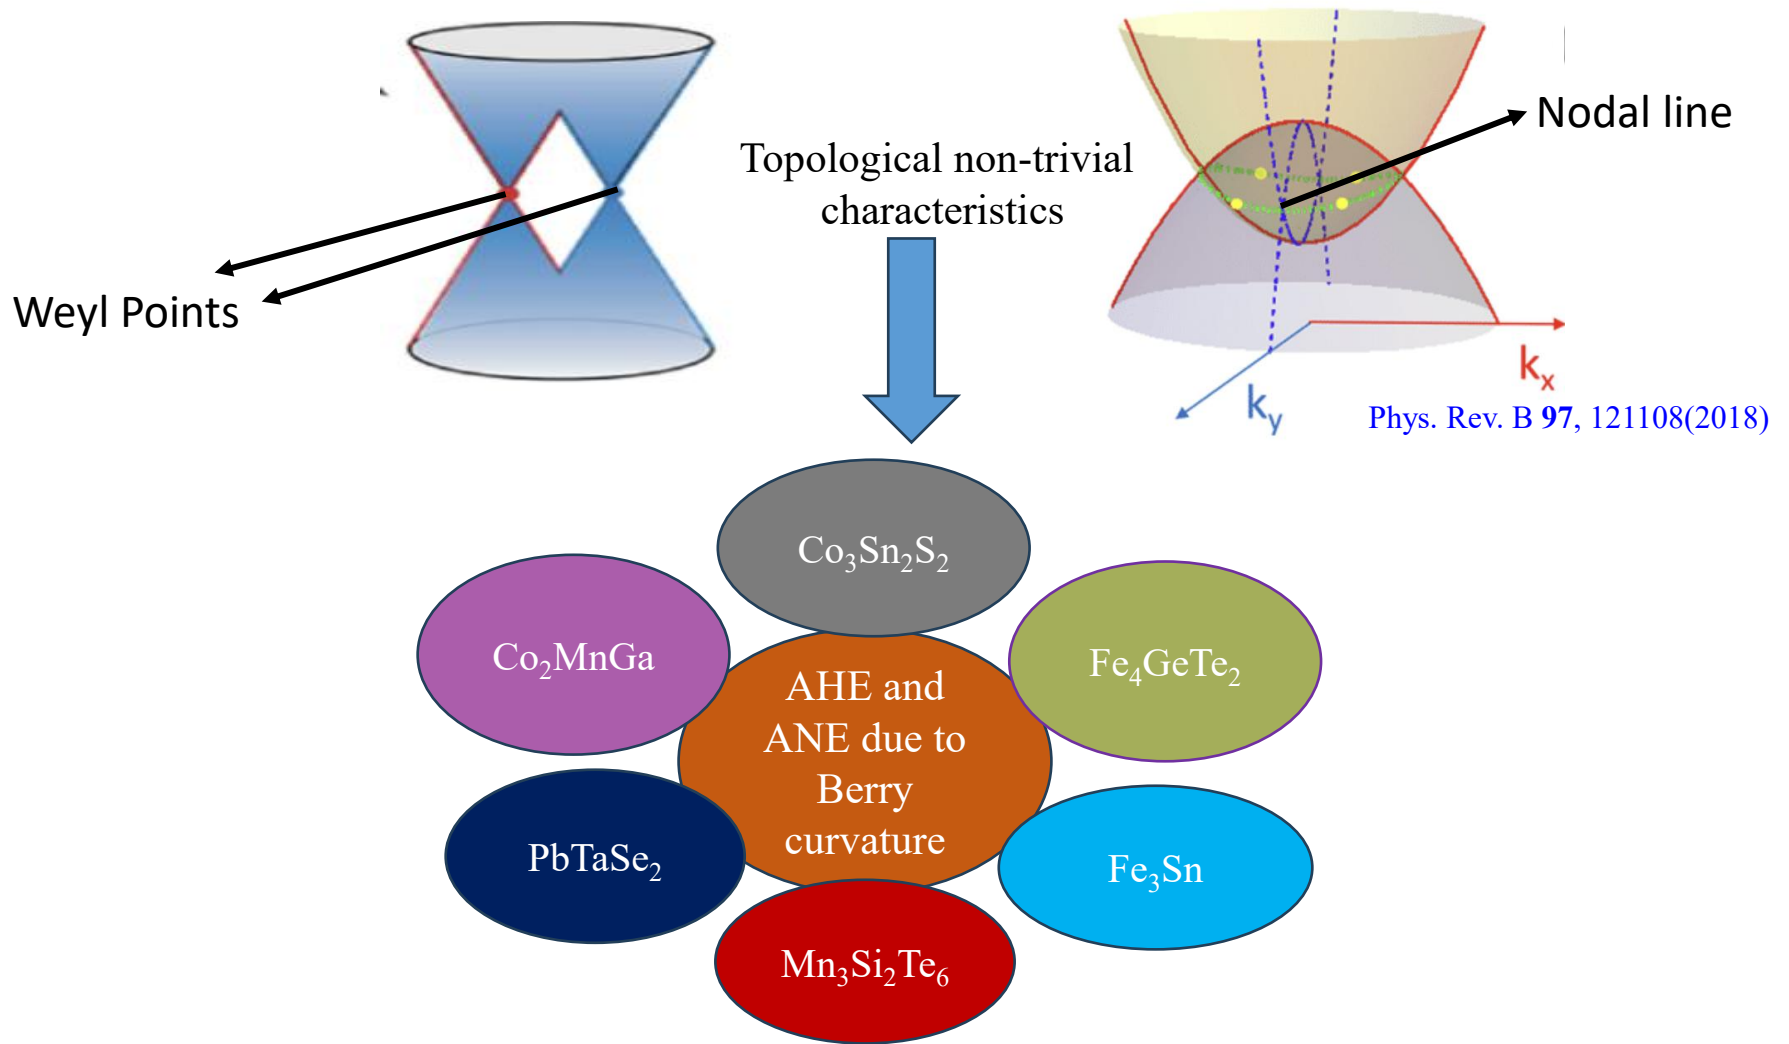 Nodal line
Topological non-trivial
characteristics
Weyl Points
kₓ
k_y
Phys. Rev. B 97, 121108(2018)
Co₃Sn₂S₂
Co₂MnGa
Fe₄GeTe₂
AHE and
ANE due to
Berry
curvature
PbTaSe₂
Fe₃Sn
Mn₃Si₂Te₆